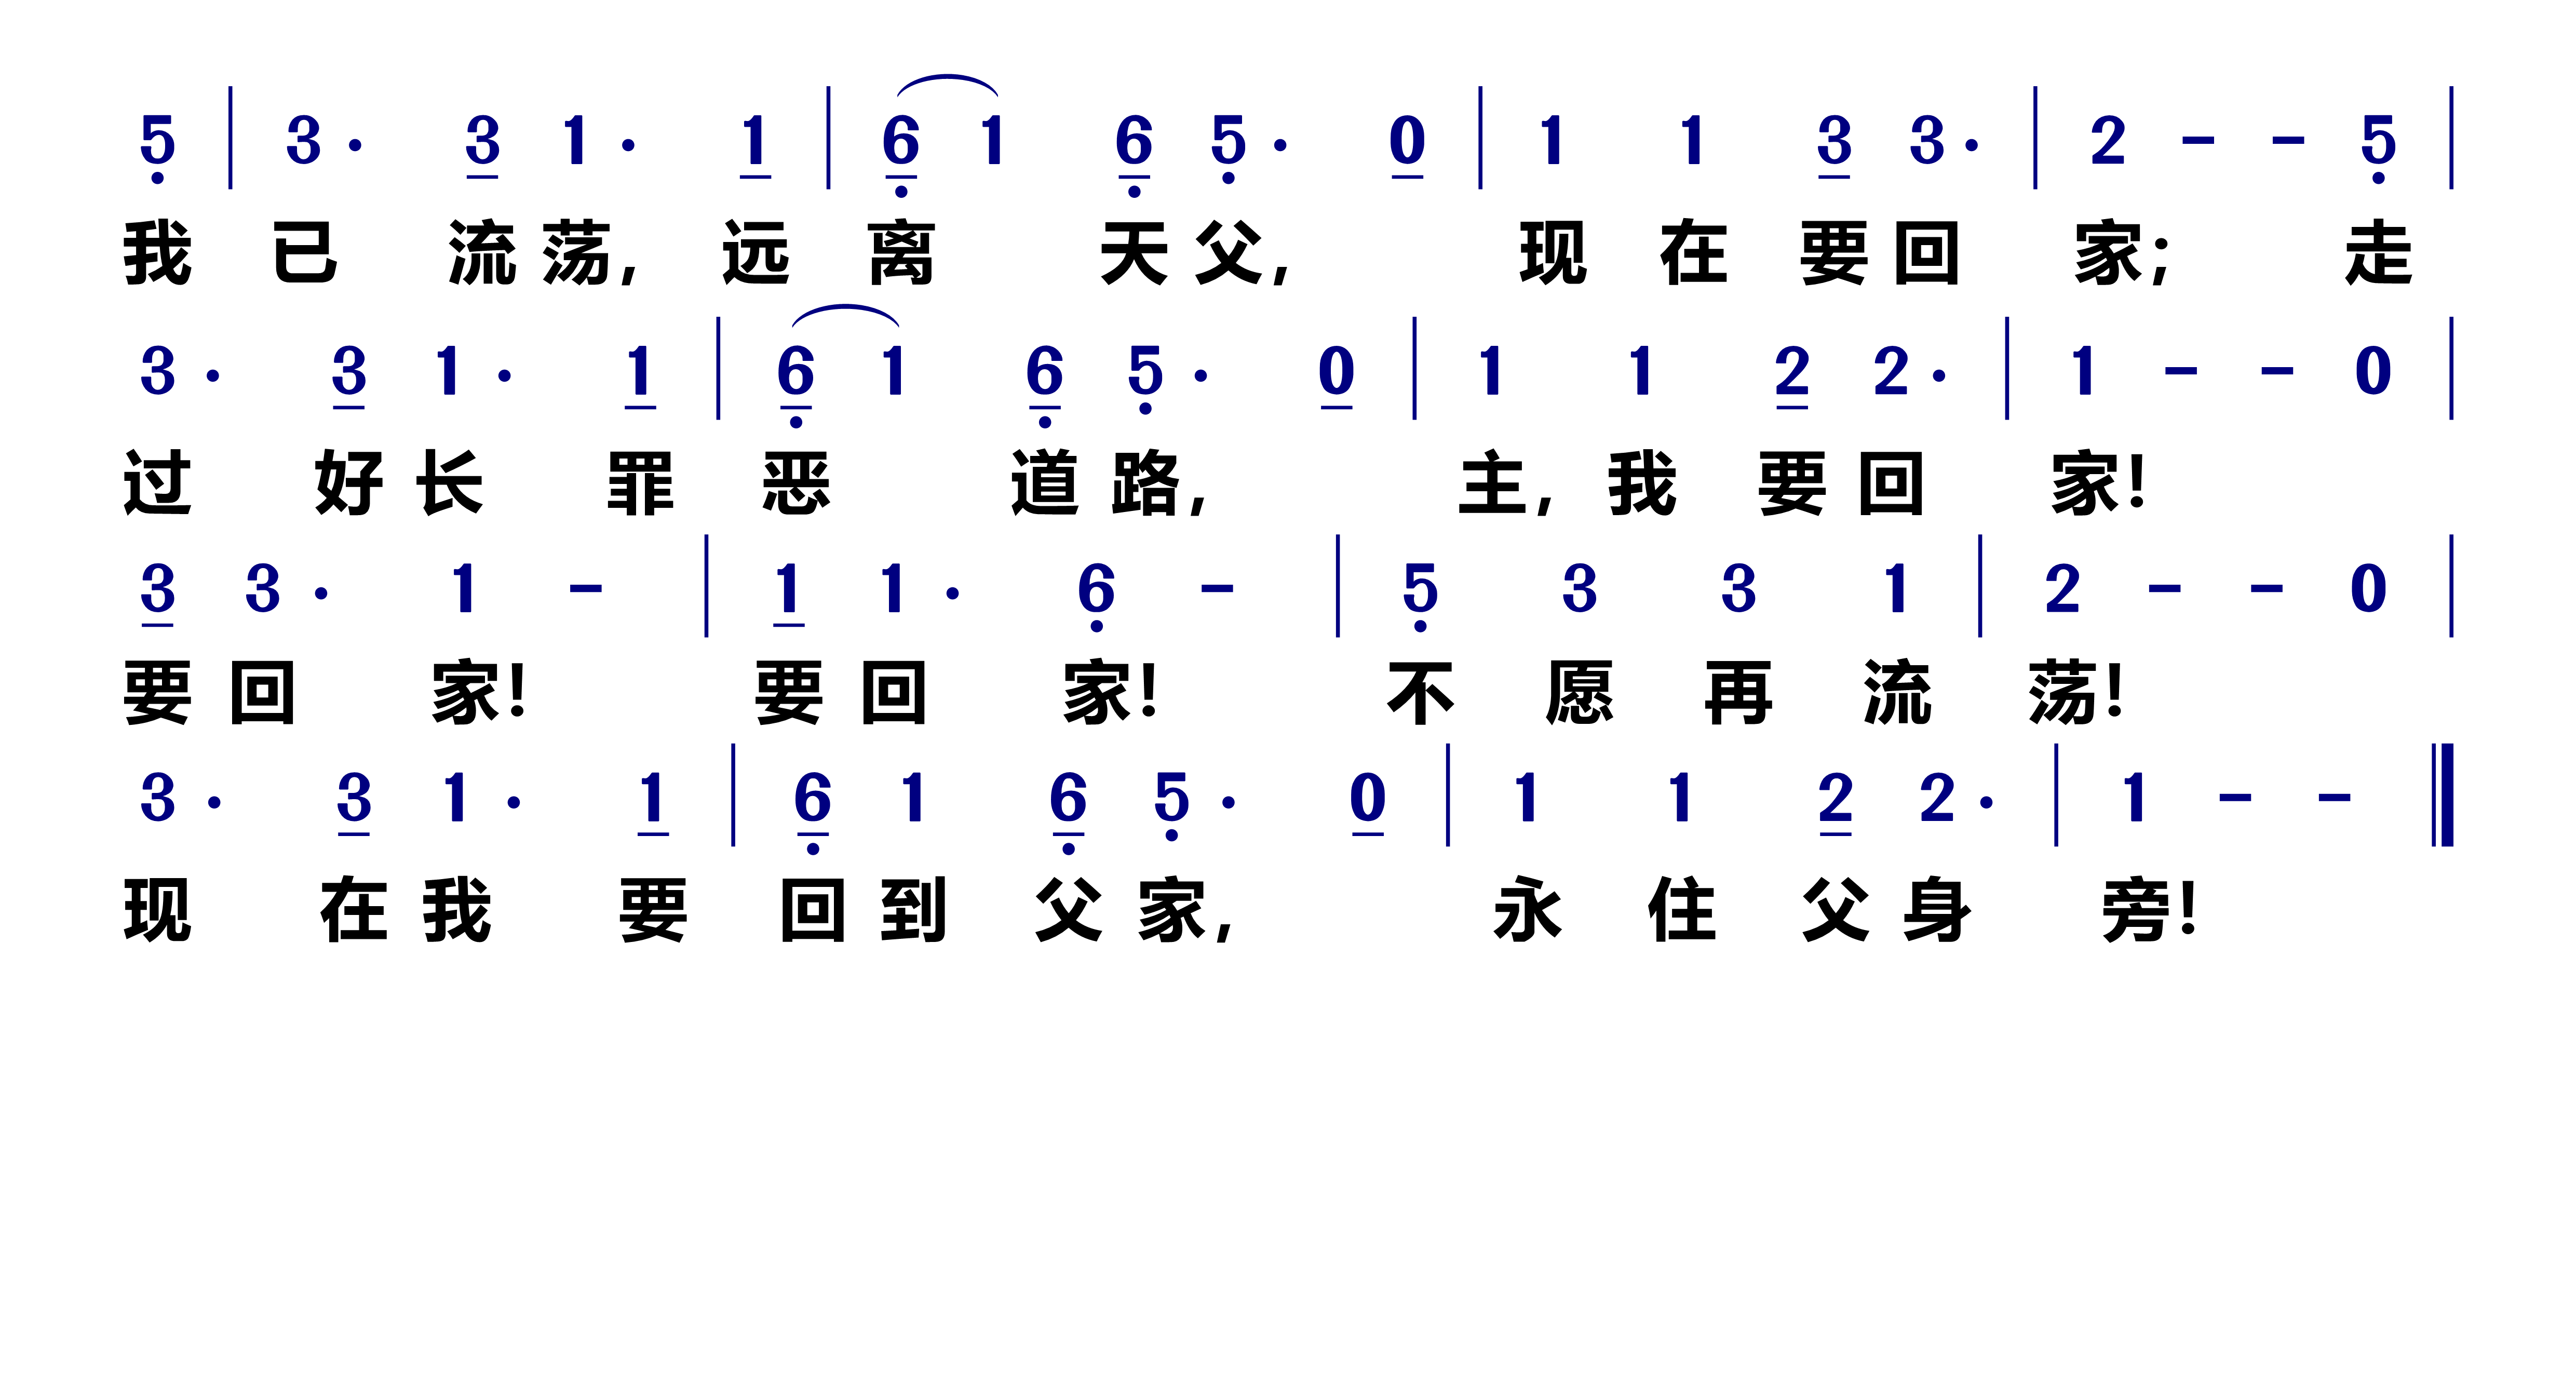 5 | 3 · 3 1 · 1 | 6 1 6 5 · 0 | 1 1 3 3 · | 2 - - 5 |
我已流荡，远离天父，现在要回家；走
3 · 3 1 · 1 | 6 1 6 5 · 0 | 1 1 2 2 · | 1 - - 0 |
过好长罪恶道路，主，我要回家！
3 3 · 1 - | 1 1 · 6 - | 5 3 3 1 | 2 - - 0 |
要回家！要回家！不愿再流荡！
3 · 3 1 · 1 | 6 1 6 5 · 0 | 1 1 2 2 · | 1 - - ‖
现在我要回到父家，永住父身旁！